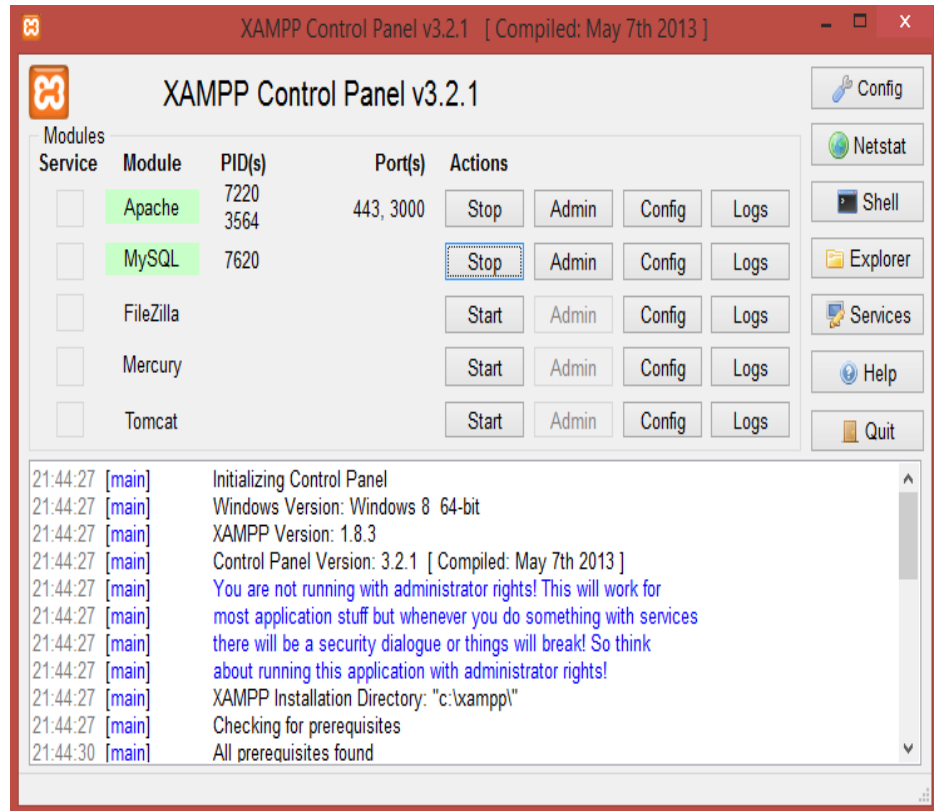 XAMPP Control Panel v3.2.1 [ Compiled: May 7th 2013 ]
XAMPP Control Panel v3.2.1
Config
Modules
Netstat
Service Module PID(s) Port(s) Actions
Apache 7220 3564 443, 3000 Stop Admin Config Logs
Shell
MySQL 7620 Stop Admin Config Logs
Explorer
FileZilla Start Admin Config Logs
Services
Mercury Start Admin Config Logs
Help
Tomcat Start Admin Config Logs
Quit
21:44:27 [main] Initializing Control Panel
21:44:27 [main] Windows Version: Windows 8 64-bit
21:44:27 [main] XAMPP Version: 1.8.3
21:44:27 [main] Control Panel Version: 3.2.1 [ Compiled: May 7th 2013 ]
21:44:27 [main] You are not running with administrator rights! This will work for
21:44:27 [main] most application stuff but whenever you do something with services
21:44:27 [main] there will be a security dialogue or things will break! So think
21:44:27 [main] about running this application with administrator rights!
21:44:27 [main] XAMPP Installation Directory: "c:\xampp\"
21:44:27 [main] Checking for prerequisites
21:44:30 [main] All prerequisites found